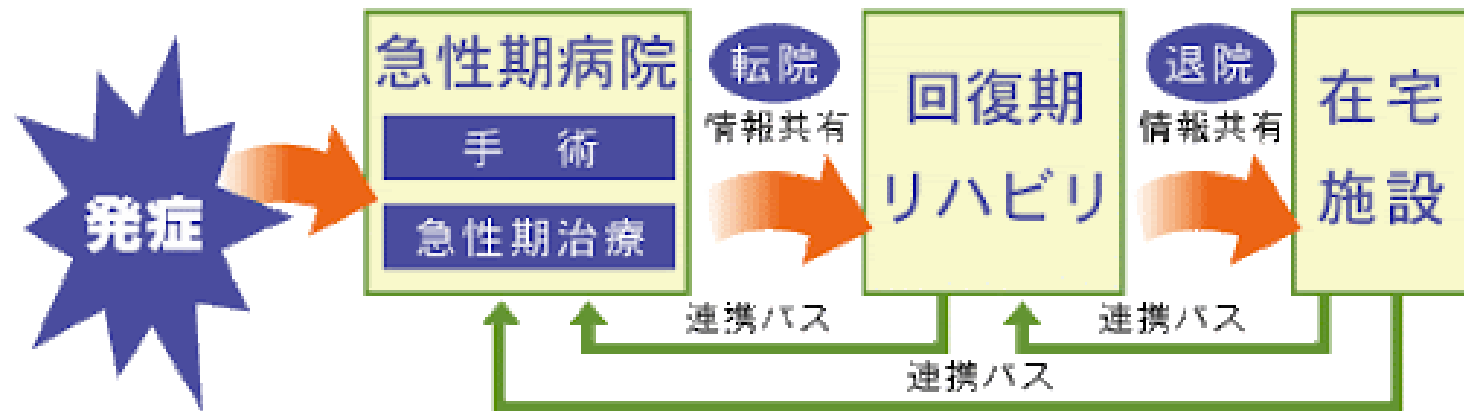 発症
急性期病院
手 術
急性期治療
転院
情報共有
回復期
リハビリ
退院
情報共有
在宅
施設
連携パス
連携パス
連携パス